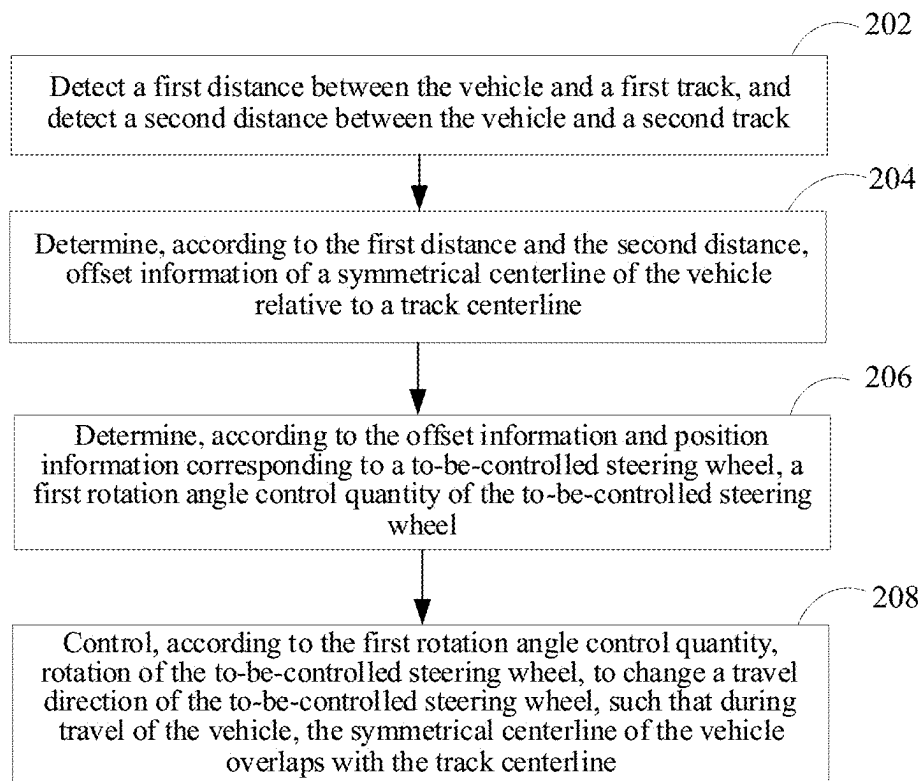 202
Detect a first distance between the vehicle and a first track, and
detect a second distance between the vehicle and a second track
204
Determine, according to the first distance and the second distance,
offset information of a symmetrical centerline of the vehicle
relative to a track centerline
206
Determine, according to the offset information and position
information corresponding to a to-be-controlled steering wheel, a
first rotation angle control quantity of the to-be-controlled steering
wheel
208
Control, according to the first rotation angle control quantity,
rotation of the to-be-controlled steering wheel, to change a travel
direction of the to-be-controlled steering wheel, such that during
travel of the vehicle, the symmetrical centerline of the vehicle
overlaps with the track centerline